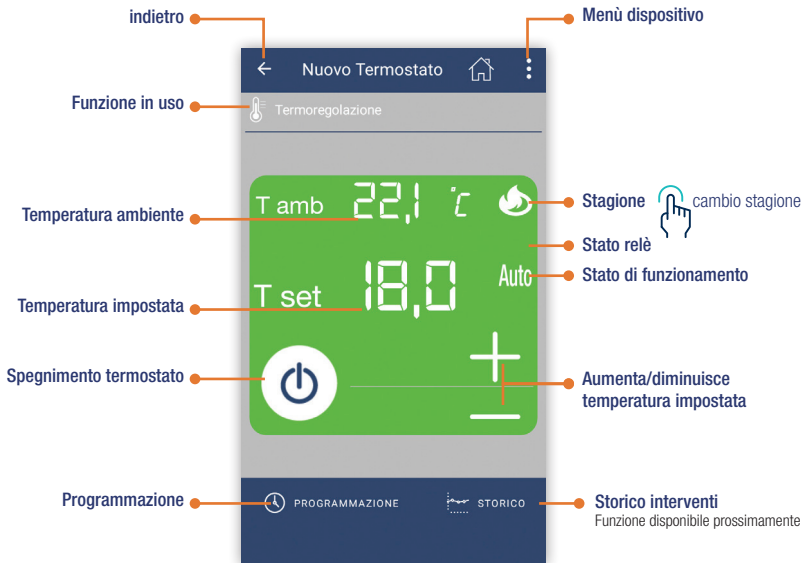 indietro
Menù dispositivo
Nuovo Termostato
Funzione in uso
Termoregolazione
T amb 22,1 °C
Temperatura ambiente
Stagione
cambio stagione
Stato relè
Auto
Stato di funzionamento
T set 18,0
Temperatura impostata
Spegnimento termostato
Aumenta/diminuisce
temperatura impostata
Programmazione
PROGRAMMAZIONE
STORICO
Storico interventi
Funzione disponibile prossimamente